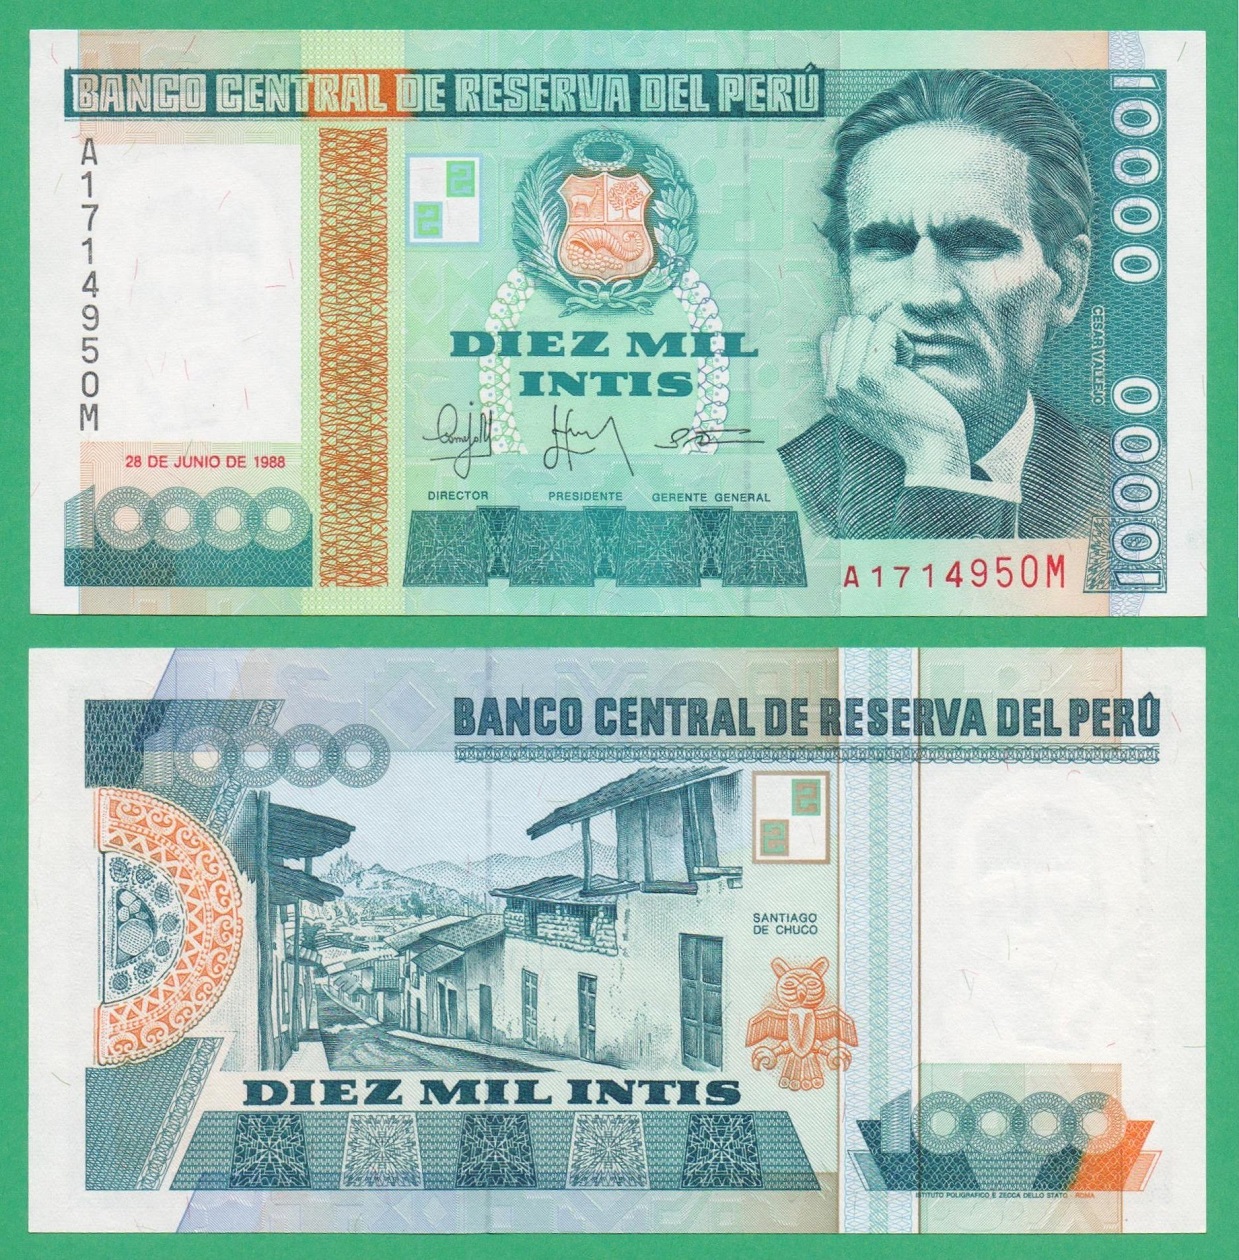 BANCO CENTRAL DE RESERVA DEL PERÚ
A1714950M
10000
DIEZ MIL
INTIS
CESAR VALLEJO
28 DE JUNIO DE 1988
DIRECTOR PRESIDENTE GERENTE GENERAL
10000
A1714950M
10000
BANCO CENTRAL DE RESERVA DEL PERÚ
10000
SANTIAGO
DE CHUCO
DIEZ MIL INTIS
10000
ISTITUTO POLIGRAFICO E ZECCA DELLO STATO - ROMA